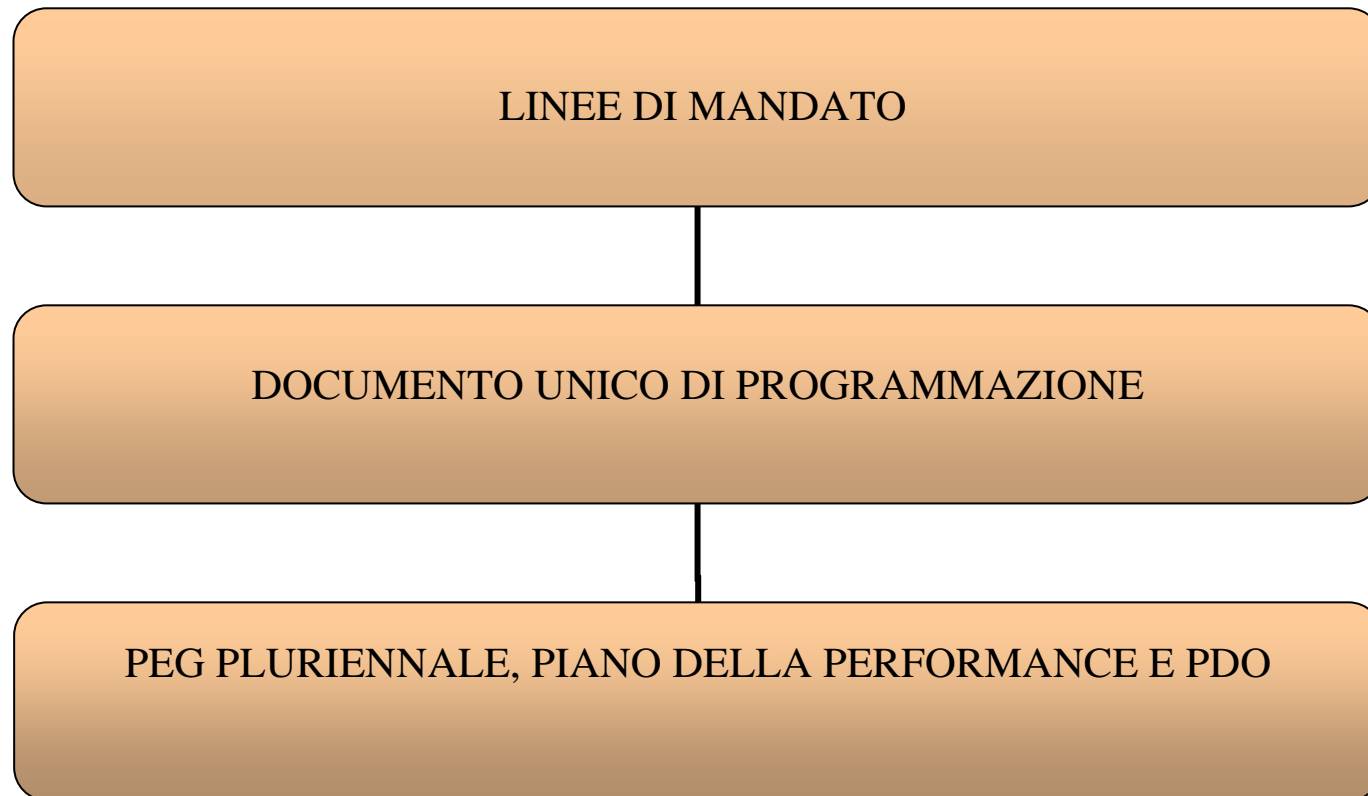 LINEE DI MANDATO
DOCUMENTO UNICO DI PROGRAMMAZIONE
PEG PLURIENNALE, PIANO DELLA PERFORMANCE E PDO